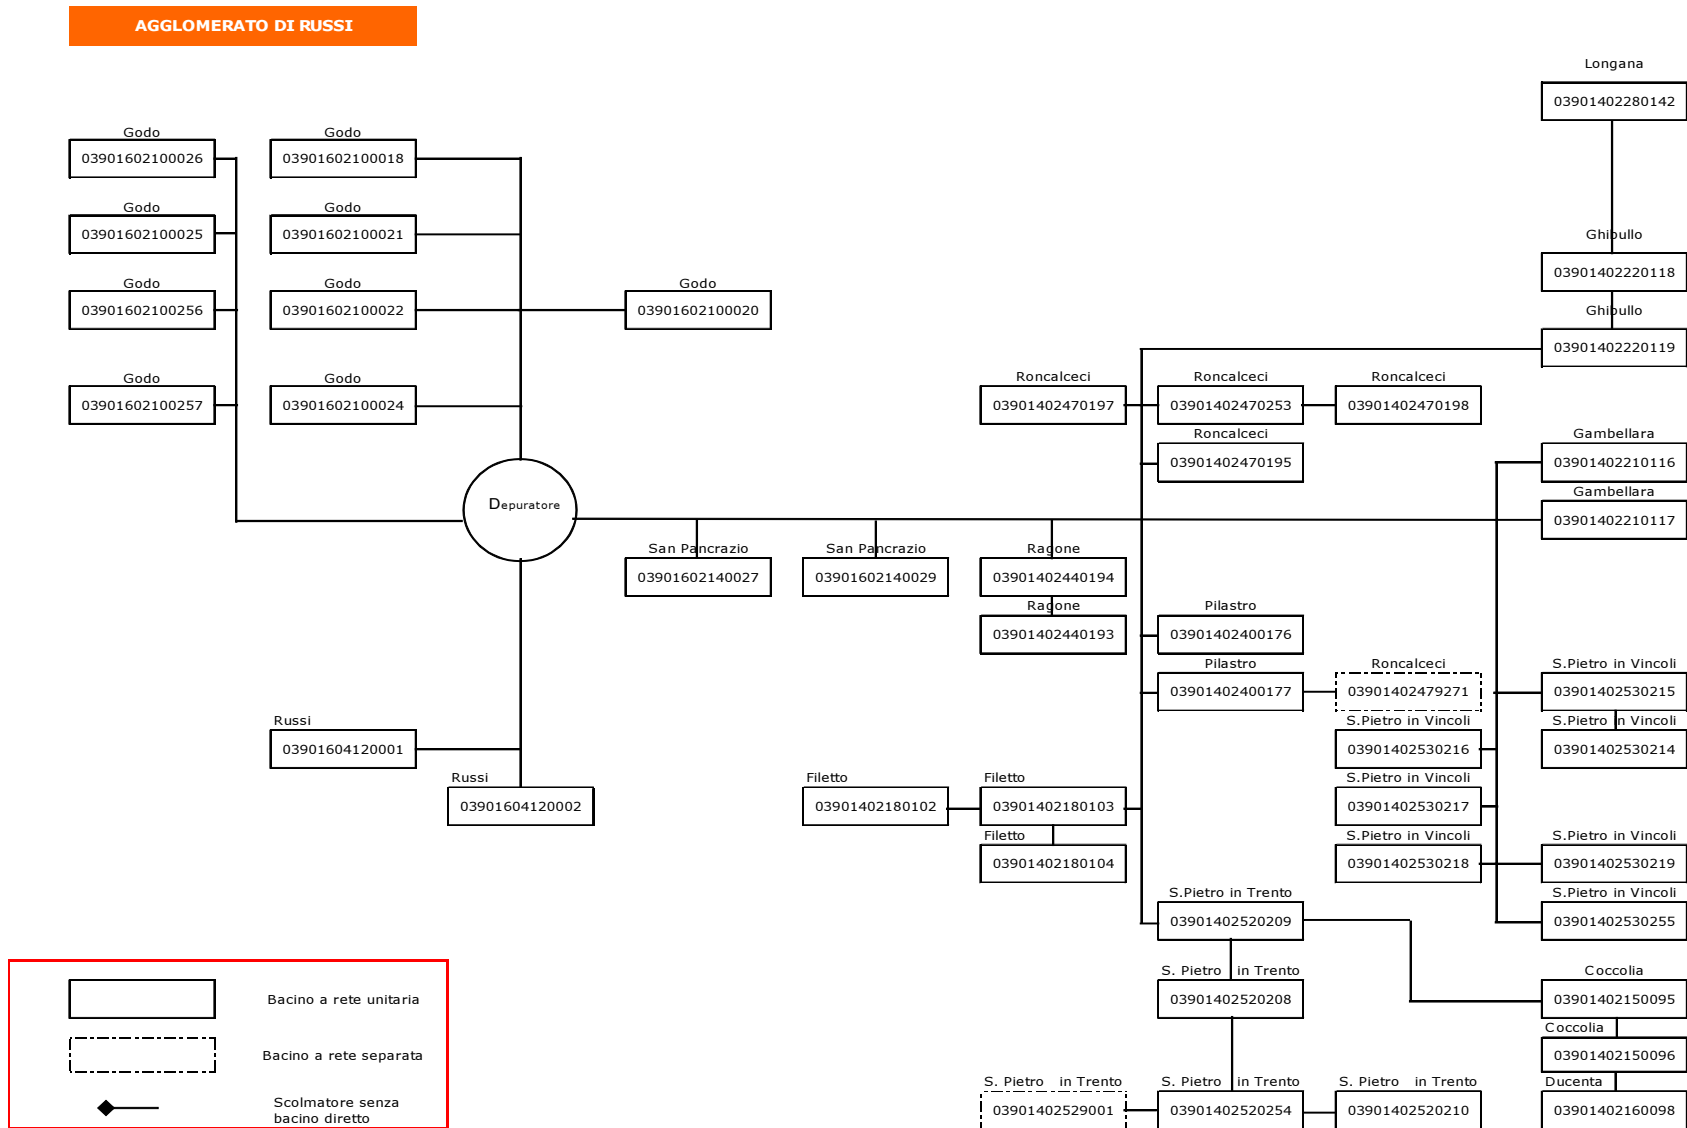 AGGLOMERATO DI RUSSI
Longana
03901402280142
Godo
Godo
03901602100026
03901602100018
Godo
Godo
03901602100025
03901602100021
Ghibullo
03901402220118
Godo
Godo
Godo
03901602100256
03901602100022
03901602100020
Ghibullo
03901402220119
Godo
Godo
Roncalceci
Roncalceci
Roncalceci
03901602100257
03901602100024
03901402470197
03901402470253
03901402470198
Roncalceci
Gambellara
03901402470195
03901402210116
Gambellara
Depuratore
03901402210117
San Pancrazio
San Pancrazio
Ragone
03901602140027
03901602140029
03901402440194
Ragone
Pilastro
03901402440193
03901402400176
Pilastro
Roncalceci
S.Pietro in Vincoli
03901402400177
03901402479271
03901402530215
Russi
S.Pietro in Vincoli
S.Pietro in Vincoli
03901604120001
03901402530216
03901402530214
Russi
Filetto
Filetto
S.Pietro in Vincoli
03901604120002
03901402180102
03901402180103
03901402530217
Filetto
S.Pietro in Vincoli
S.Pietro in Vincoli
03901402180104
03901402530218
03901402530219
S.Pietro in Trento
S.Pietro in Vincoli
03901402520209
03901402530255
S. Pietro in Trento
Coccolia
03901402520208
03901402150095
Coccolia
03901402150096
S. Pietro in Trento
S. Pietro in Trento
S. Pietro in Trento
Ducenta
03901402529001
03901402520254
03901402520210
03901402160098
Bacino a rete unitaria
Bacino a rete separata
Scolmatore senza
bacino diretto